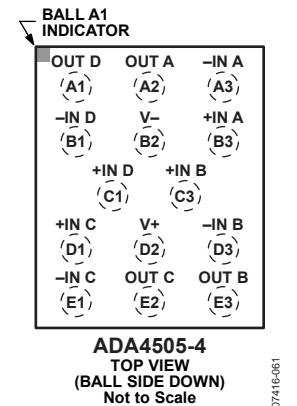 BALL A1
INDICATOR
OUT D OUT A –IN A
A1 A2 A3
–IN D V– +IN A
B1 B2 B3
+IN D +IN B
C1 C3
+IN C V+ –IN B
D1 D2 D3
–IN C OUT C OUT B
E1 E2 E3
ADA4505-4
TOP VIEW
(BALL SIDE DOWN)
Not to Scale
07416-061